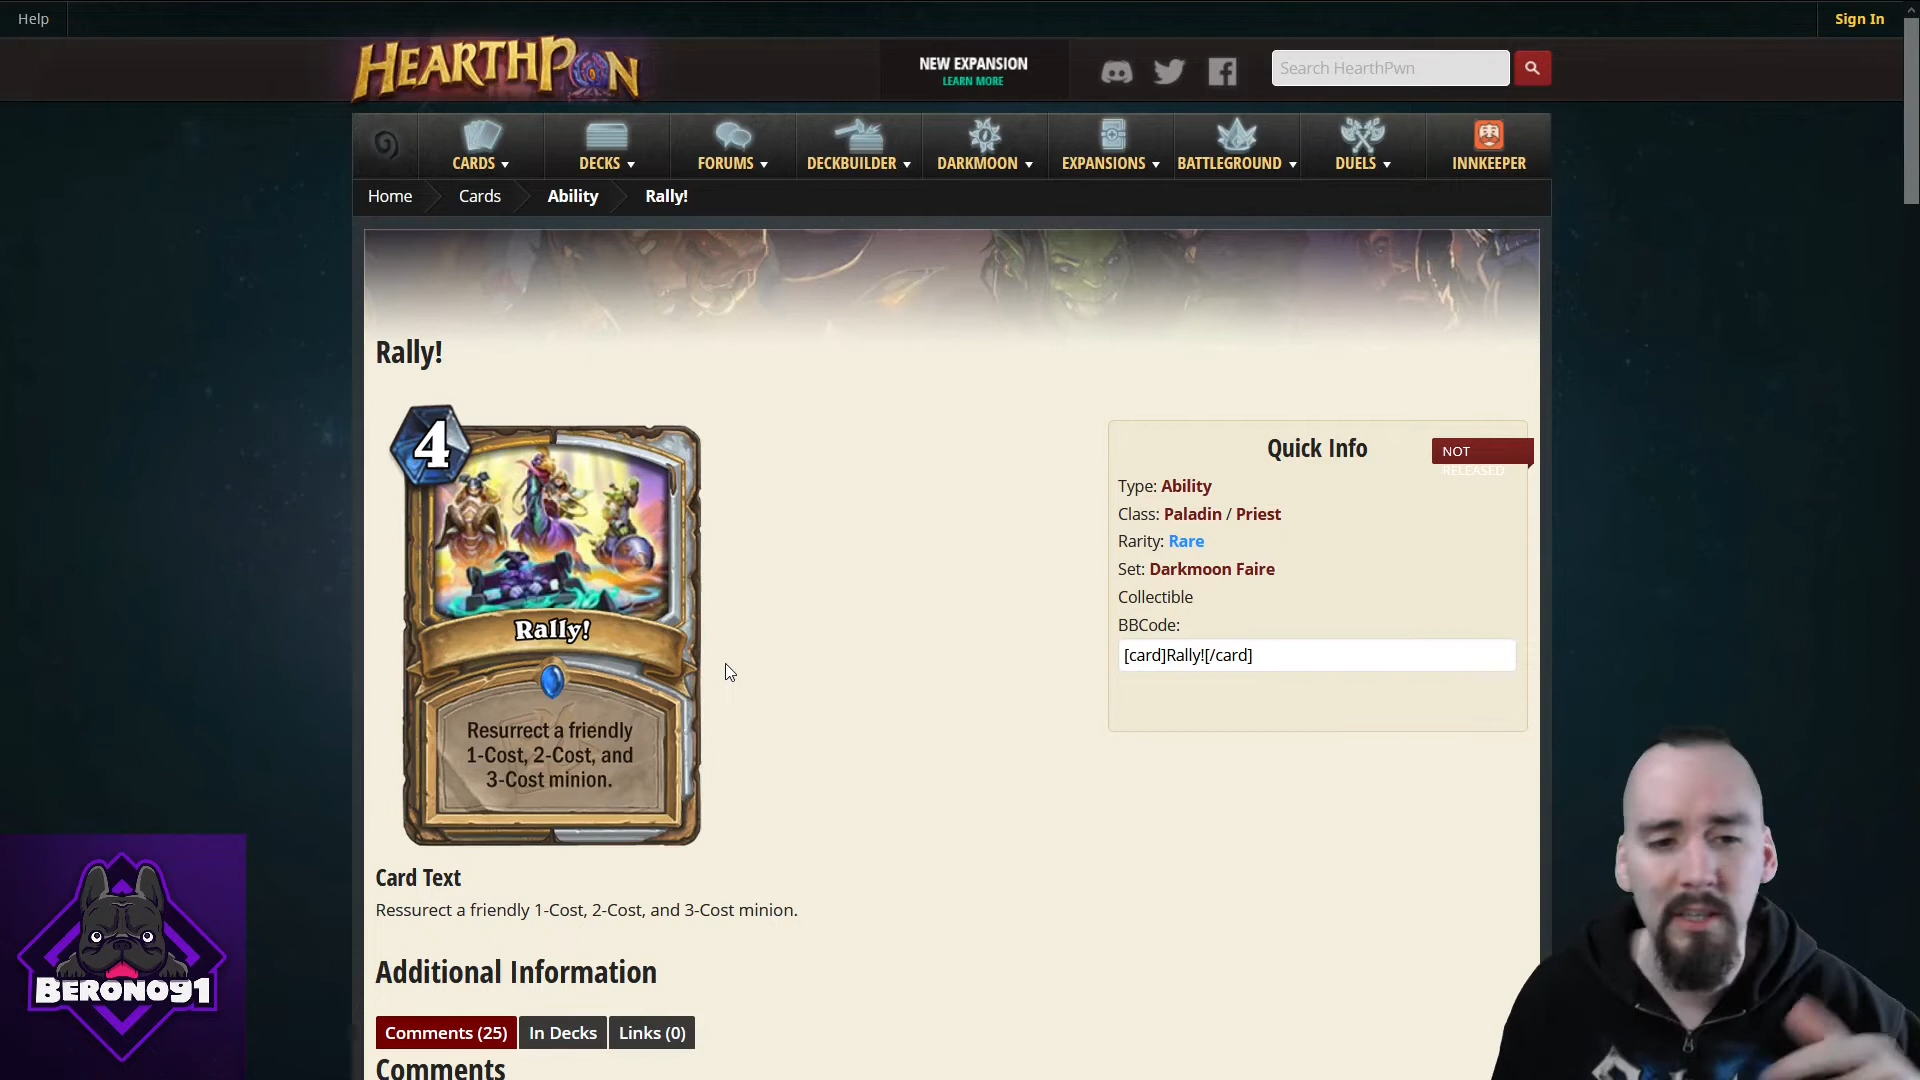 Help
Sign In
HEARTHPWN
NEW EXPANSION
LEARN MORE
Search HearthPwn
CARDS
DECKS
FORUMS
DECKBUILDER
DARKMOON
EXPANSIONS
BATTLEGROUND
DUELS
INNKEEPER
Home
Cards
Ability
Rally!
Rally!
4
Rally!
Resurrect a friendly
1-Cost, 2-Cost, and
3-Cost minion.
Quick Info
NOT
RELEASED
Type: Ability
Class: Paladin / Priest
Rarity: Rare
Set: Darkmoon Faire
Collectible
BBCode:
[card]Rally![/card]
Card Text
Ressurect a friendly 1-Cost, 2-Cost, and 3-Cost minion.
Additional Information
Comments (25)
In Decks
Links (0)
Comments
BERONO91